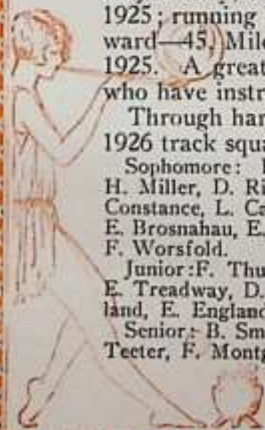 1925; running
ward—45, Mile
1925. A great
who have instr
Through har
1926 track squa
Sophomore:
H. Miller, D. Ri
Constance, L. Ca
E. Brosnahau, E.
F. Worsfold.
Junior:F. Thu
E. Treadway, D.
land, E. England
Senior: B. Sm
Teeter, F. Montg